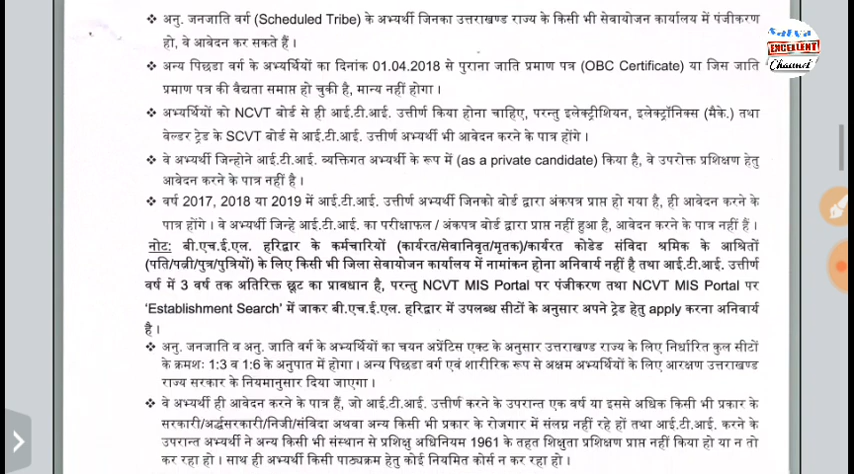 EXCELLENT
Channel
अनु. जनजाति वर्ग (Scheduled Tribe) के अभ्यर्थी जिनका उत्तराखण्ड राज्य के किसी भी सेवायोजन कार्यालय में पंजीकरण
हो, वे आवेदन कर सकते हैं।
अन्य पिछडा वर्ग के अभ्यर्थियों का दिनांक 01.04.2018 से पुराना जाति प्रमाण पत्र (OBC Certificate) या जिस जाति
प्रमाण पत्र की वैद्यता समाप्त हो चुकी है, मान्य नहीं होगा।
अभ्यर्थियों को NCVT बोर्ड से ही आई.टी.आई. उत्तीर्ण किया होना चाहिए, परन्तु इलेक्ट्रीशियन, इलेक्ट्रॉनिक्स (मैके.) तथा
वेल्डर ट्रेड के SCVT बोर्ड से आई.टी.आई. उत्तीर्ण अभ्यर्थी भी आवेदन करने के पात्र होंगे।
वे अभ्यर्थी जिन्होने आई.टी.आई. व्यक्तिगत अभ्यर्थी के रूप में (as a private candidate) किया है, वे उपरोक्त प्रशिक्षण हेतु
आवेदन करने के पात्र नहीं है।
वर्ष 2017, 2018 या 2019 में आई.टी.आई. उत्तीर्ण अभ्यर्थी जिनको बोर्ड द्वारा अंकपत्र प्राप्त हो गया है, ही आवेदन करने के
पात्र होंगे। वे अभ्यर्थी जिन्हे आई.टी.आई. का परीक्षाफल / अंकपत्र बोर्ड द्वारा प्राप्त नहीं हुआ है, आवेदन करने के पात्र नहीं हैं।
नोट: बी.एच.ई.एल. हरिद्वार के कर्मचारियों (कार्यरत/सेवानिवृत/मृतक)/कार्यरत कोडेड संविदा श्रमिक के आश्रितों
(पति/पत्नी/पुत्र/पुत्रियों) के लिए किसी भी जिला सेवायोजन कार्यालय में नामांकन होना अनिवार्य नहीं है तथा आई.टी.आई. उत्तीर्ण
वर्ष में 3 वर्ष तक अतिरिक्त छूट का प्रावधान है, परन्तु NCVT MIS Portal पर पंजीकरण तथा NCVT MIS Portal पर
'Establishment Search' में जाकर बी.एच.ई.एल. हरिद्वार में उपलब्ध सीटों के अनुसार अपने ट्रेड हेतु apply करना अनिवार्य
है।
अनु. जनजाति व अनु. जाति वर्ग के अभ्यर्थियों का चयन अप्रेंटिस एक्ट के अनुसार उत्तराखण्ड राज्य के लिए निर्धारित कुल सीटों
के क्रमशः 1:3 व 1:6 के अनुपात में होगा। अन्य पिछडा वर्ग एवं शारीरिक रूप से अक्षम अभ्यर्थियों के लिए आरक्षण उत्तराखण्ड
राज्य सरकार के नियमानुसार दिया जाएगा।
वे अभ्यर्थी ही आवेदन करने के पात्र हैं, जो आई.टी.आई. उत्तीर्ण करने के उपरान्त एक वर्ष या इससे अधिक किसी भी प्रकार के
सरकारी/अर्द्धसरकारी/निजी/संविदा अथवा अन्य किसी भी प्रकार के रोजगार में संलग्न नहीं रहे हों तथा आई.टी.आई. करने के
उपरान्त अभ्यर्थी ने अन्य किसी भी संस्थान से प्रशिक्षु अधिनियम 1961 के तहत शिक्षुता प्रशिक्षण प्राप्त नहीं किया हो या न तो
कर रहा हो। साथ ही अभ्यर्थी किसी पाठ्यक्रम हेतु कोई नियमित कोर्स न कर रहा हो।